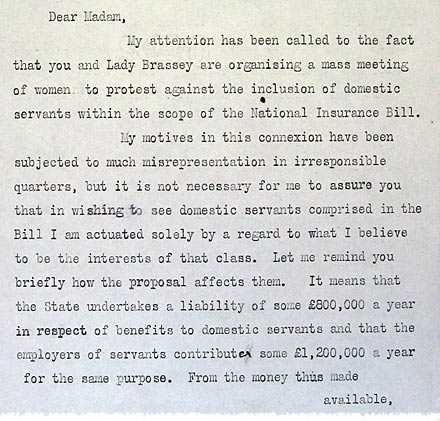 Dear Madam,
My attention has been called to the fact
that you and Lady Brassey are organising a mass meeting
of women to protest against the inclusion of domestic
servants within the scope of the National Insurance Bill.
My motives in this connexion have been
subjected to much misrepresentation in irresponsible
quarters, but it is not necessary for me to assure you
that in wishing to see domestic servants comprised in the
Bill I am actuated solely by a regard to what I believe
to be the interests of that class. Let me remind you
briefly how the proposal affects them. It means that
the State undertakes a liability of some £800,000 a year
in respect of benefits to domestic servants and that the
employers of servants contribute some £1,200,000 a year
for the same purpose. From the money thus made
available,